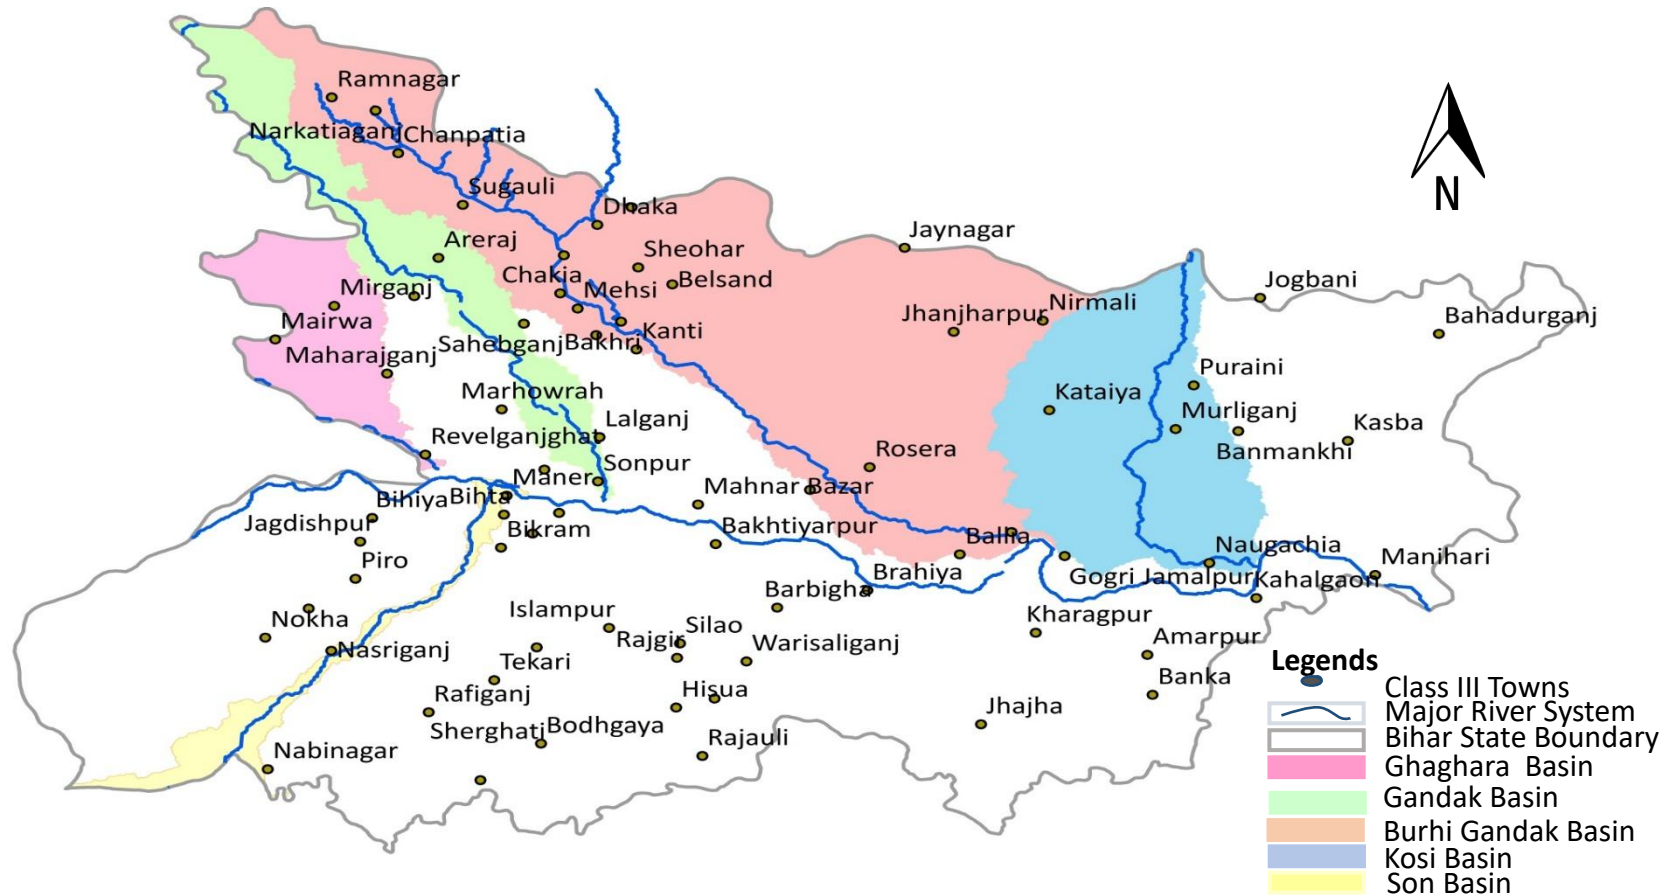 Ramnagar
Narkatiaganj
Chanpatia
Sugauli
Dhaka
Areraj
Sheohar
Jaynagar
Chakia
Mehsi
Belsand
Jogbani
Mirganj
Nirmali
Jhanjharpur
Bahadurganj
Mairwa
Kanti
Maharajganj
Sahebganj
Bakhri
Puraini
Marhowrah
Kataiya
Murliganj
Lalganj
Kasba
Revelganjghat
Banmankhi
Rosera
Sonpur
Maner
Mahnar Bazar
Bihiya
Bihta
Jagdishpur
Bikram
Bakhtiyarpur
Ballia
Naugachia
Manihari
Piro
Brahiya
Gogri Jamalpur
Kahalgaon
Barbigha
Islampur
Kharagpur
Nokha
Silao
Rajgir
Amarpur
Nasriganj
Warisaliganj
Tekari
Banka
Rafiganj
Hisua
Jhajha
Sherghati
Bodhgaya
Nabinagar
Rajauli
N
Legends
Class III Towns
Major River System
Bihar State Boundary
Ghaghara Basin
Gandak Basin
Burhi Gandak Basin
Kosi Basin
Son Basin